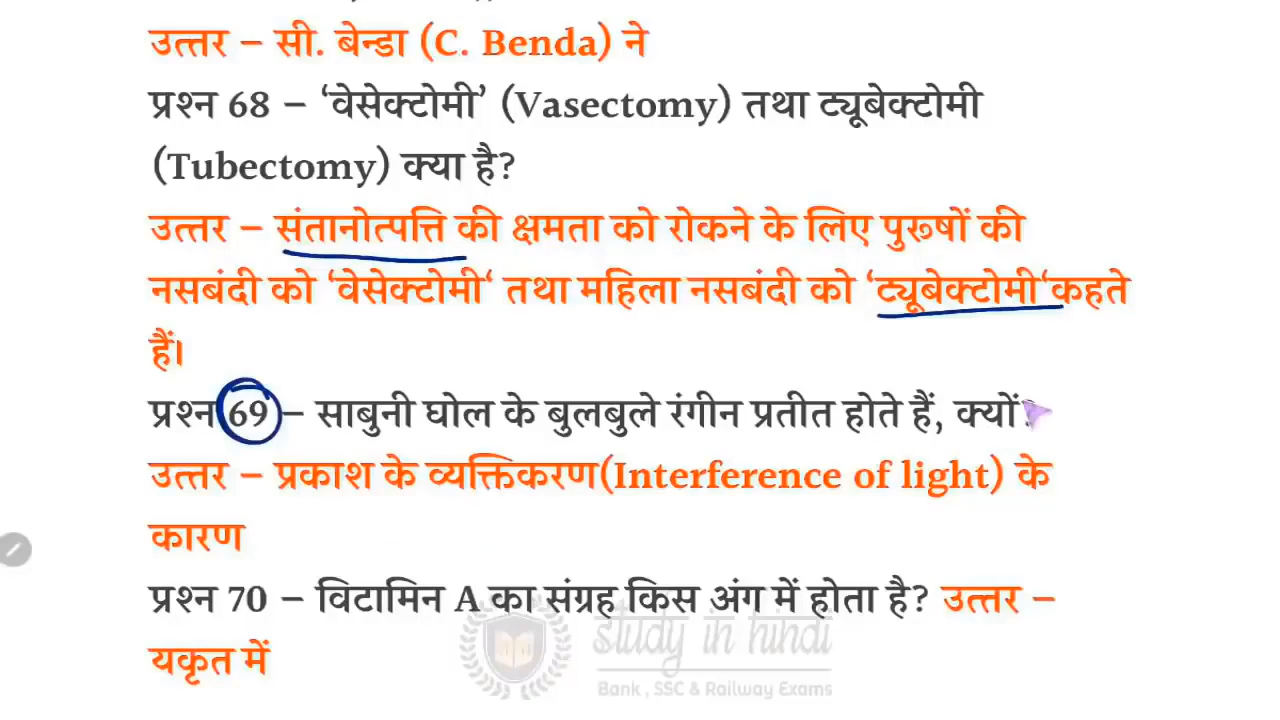 उत्तर – सी. बेन्डा (C. Benda) ने
प्रश्न 68 – ‘वेसेक्टोमी’ (Vasectomy) तथा ट्यूबेक्टोमी
(Tubectomy) क्या है?
उत्तर – संतानोत्पत्ति की क्षमता को रोकने के लिए पुरूषों की
नसबंदी को ‘वेसेक्टोमी‘ तथा महिला नसबंदी को ‘ट्यूबेक्टोमी‘कहते
हैं।
प्रश्न 69 – साबुनी घोल के बुलबुले रंगीन प्रतीत होते हैं, क्यों?
उत्तर – प्रकाश के व्यक्तिकरण(Interference of light) के
कारण
प्रश्न 70 – विटामिन A का संग्रह किस अंग में होता है? उत्तर –
यकृत में
study in hindi
Bank , SSC & Railway Exams